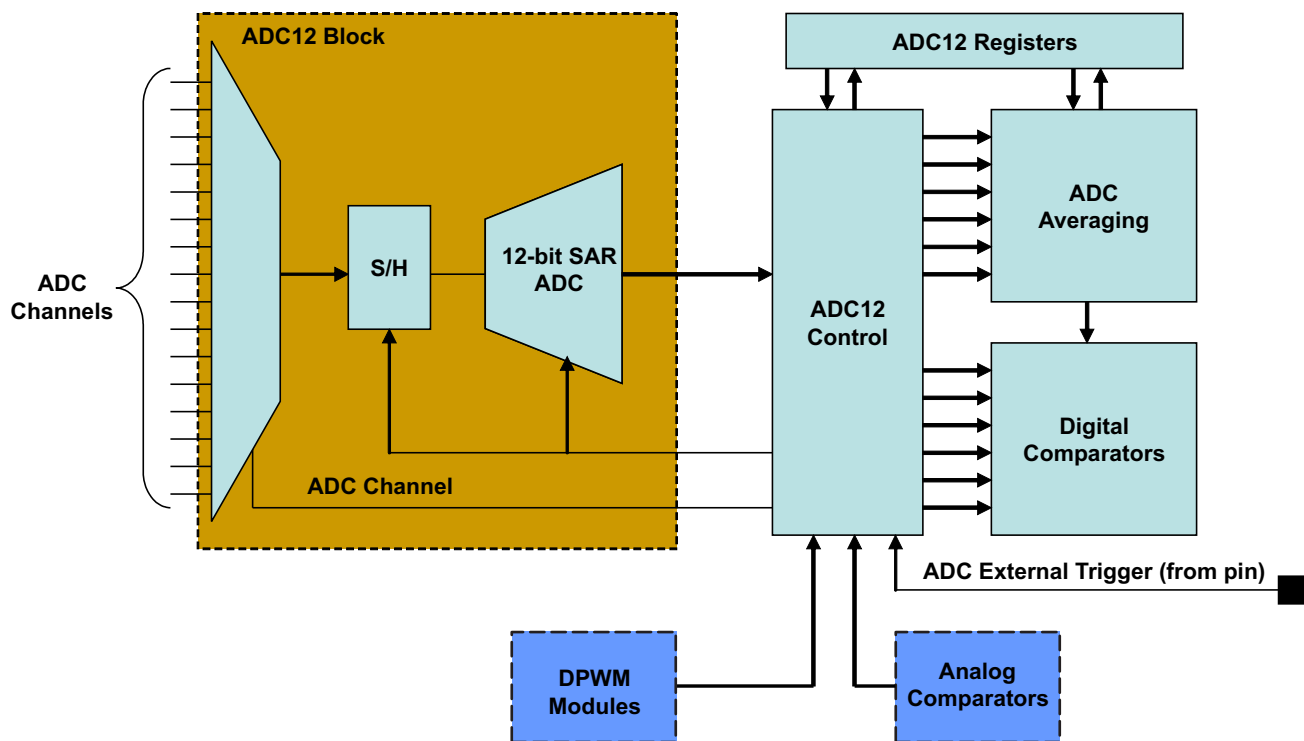 ADC12 Block
ADC12 Registers
ADC
Channels
S/H
12-bit SAR
ADC
ADC12
Control
ADC
Averaging
Digital
Comparators
ADC Channel
ADC External Trigger (from pin)
DPWM
Modules
Analog
Comparators